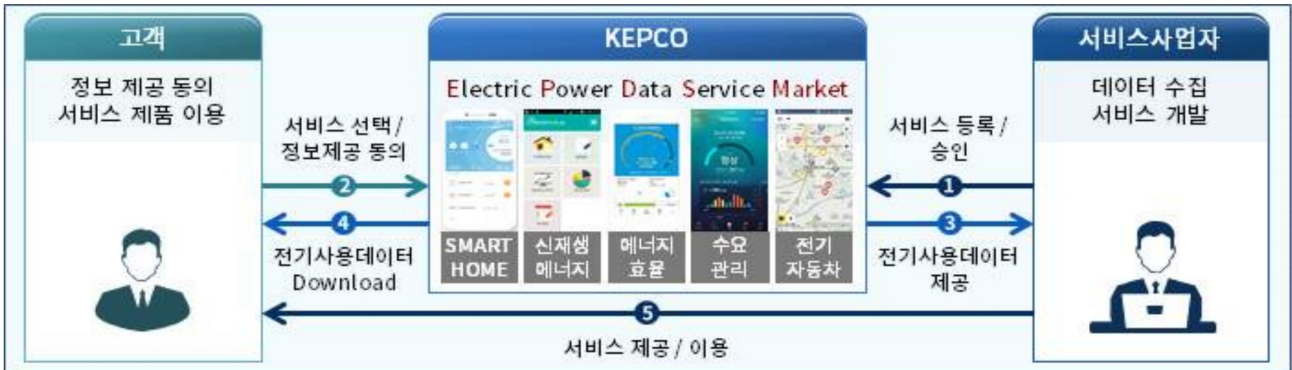 고객
정보 제공 동의
서비스 제품 이용
서비스 선택/
정보제공 동의
2
4
전기사용데이터
Download
KEPCO
Electric Power Data Service Market
정상
SMART
HOME
신재생
에너지
에너지
효율
수요
관리
전기
자동차
서비스 등록/
승인
1
3
전기사용데이터
제공
서비스사업자
데이터 수집
서비스 개발
5
서비스 제공/ 이용